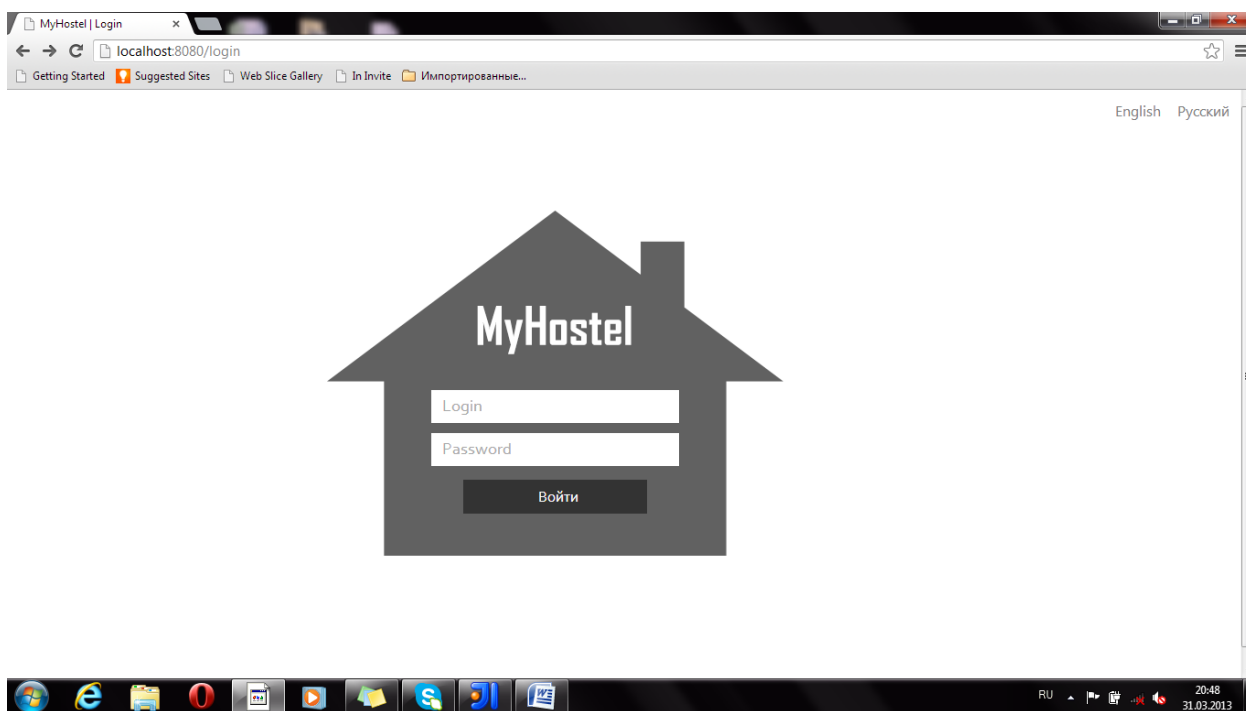 MyHostel | Login
localhost:8080/login
Getting Started Suggested Sites Web Slice Gallery In Invite Импортированные...
English Русский
MyHostel
Login
Password
Войти
RU 20:48
31.03.2013